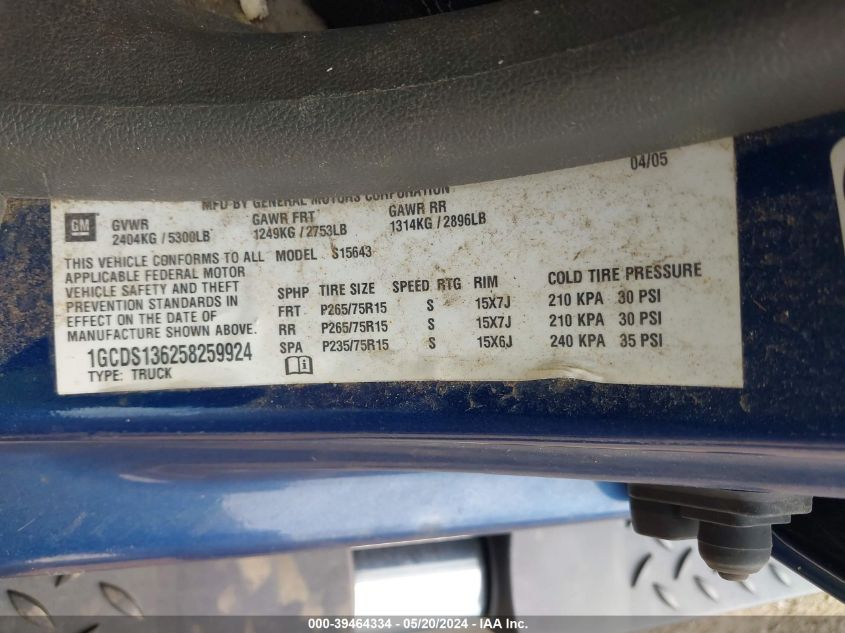 04/05
MFD BY GENERAL MOTORS CORPORATION
GM
GVWR GAWR FRT GAWR RR
2404KG / 5300LB 1249KG / 2753LB 1314KG / 2896LB
THIS VEHICLE CONFORMS TO ALL MODEL S15643
APPLICABLE FEDERAL MOTOR
VEHICLE SAFETY AND THEFT
PREVENTION STANDARDS IN
EFFECT ON THE DATE OF
MANUFACTURE SHOWN ABOVE.
1GCDS136258259924
TYPE: TRUCK
SPHP TIRE SIZE SPEED RTG RIM COLD TIRE PRESSURE
FRT P265/75R15 S 15X7J 210 KPA 30 PSI
RR P265/75R15 S 15X7J 210 KPA 30 PSI
SPA P235/75R15 S 15X6J 240 KPA 35 PSI
000-39464334 — 05/20/2024 — IAA Inc.